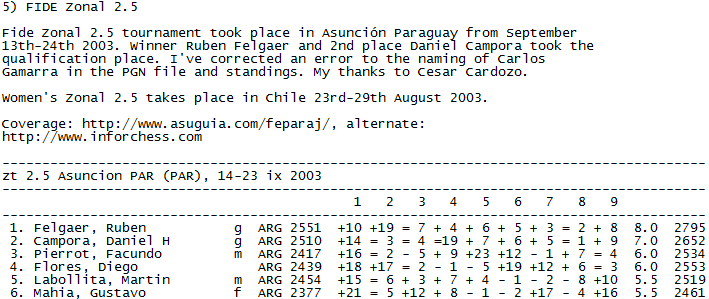 5) FIDE Zonal 2.5
Fide Zonal 2.5 tournament took place in Asunción Paraguay from September
13th-24th 2003. Winner Ruben Felgaer and 2nd place Daniel Campora took the
qualification place. I've corrected an error to the naming of Carlos
Gamarra in the PGN file and standings. My thanks to Cesar Cardozo.
Women's Zonal 2.5 takes place in Chile 23rd-29th August 2003.
Coverage: http://www.asuguia.com/feparaj/, alternate:
http://www.inforchess.com
--------------------------------------------------------------------------------------
zt 2.5 Asuncion PAR (PAR), 14-23 ix 2003
--------------------------------------------------------------------------------------
1 2 3 4 5 6 7 8 9
--------------------------------------------------------------------------------------
1. Felgaer, Ruben g ARG 2551 +10 +19 = 7 + 4 + 6 + 5 + 3 = 2 + 8 8.0 2795
2. Campora, Daniel H g ARG 2510 +14 = 3 = 4 =19 + 7 + 6 + 5 = 1 + 9 7.0 2652
3. Pierrot, Facundo m ARG 2417 +16 = 2 - 5 + 9 +23 +12 - 1 + 7 = 4 6.0 2534
4. Flores, Diego ARG 2439 +18 +17 = 2 - 1 - 5 +19 +12 + 6 = 3 6.0 2553
5. Labollita, Martin m ARG 2454 +15 = 6 + 3 + 7 + 4 - 1 - 2 - 8 +10 5.5 2519
6. Mahia, Gustavo f ARG 2377 +21 = 5 +12 + 8 - 1 - 2 +17 - 4 +16 5.5 2461